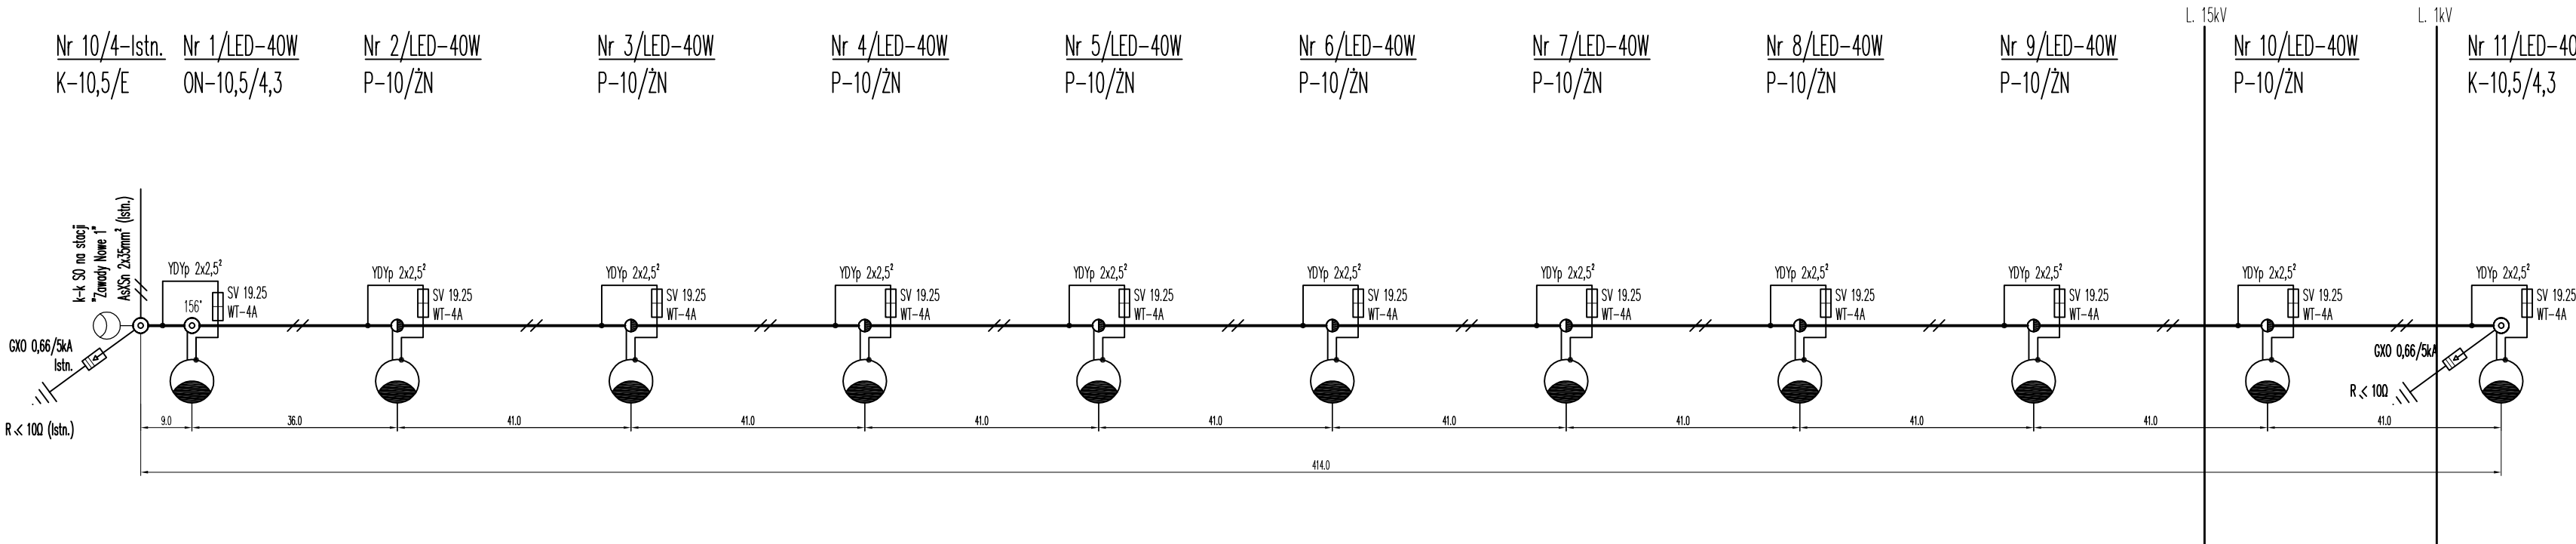 L. 15kV
L. 1kV
Nr 10/4-Istn.
K-10,5/E
Nr 1/LED-40W
ON-10,5/4,3
Nr 2/LED-40W
P-10/ŻN
Nr 3/LED-40W
P-10/ŻN
Nr 4/LED-40W
P-10/ŻN
Nr 5/LED-40W
P-10/ŻN
Nr 6/LED-40W
P-10/ŻN
Nr 7/LED-40W
P-10/ŻN
Nr 8/LED-40W
P-10/ŻN
Nr 9/LED-40W
P-10/ŻN
Nr 10/LED-40W
P-10/ŻN
Nr 11/LED-40
K-10,5/4,3
k-k SO na stacji
"Zawady Nowe 1"
AsXSn 2x35mm² (Istn.)
GXO 0,66/5kA
Istn.
R ≤ 10Ω (Istn.)
YDYp 2x2,5²
156°
SV 19.25
WT-4A
YDYp 2x2,5²
SV 19.25
WT-4A
YDYp 2x2,5²
SV 19.25
WT-4A
YDYp 2x2,5²
SV 19.25
WT-4A
YDYp 2x2,5²
SV 19.25
WT-4A
YDYp 2x2,5²
SV 19.25
WT-4A
YDYp 2x2,5²
SV 19.25
WT-4A
YDYp 2x2,5²
SV 19.25
WT-4A
YDYp 2x2,5²
SV 19.25
WT-4A
YDYp 2x2,5²
SV 19.25
WT-4A
YDYp 2x2,5²
SV 19.25
WT-4A
GXO 0,66/5kA
R ≤ 10Ω
9.0 36.0 41.0 41.0 41.0 41.0 41.0 41.0 41.0 41.0 41.0
414.0